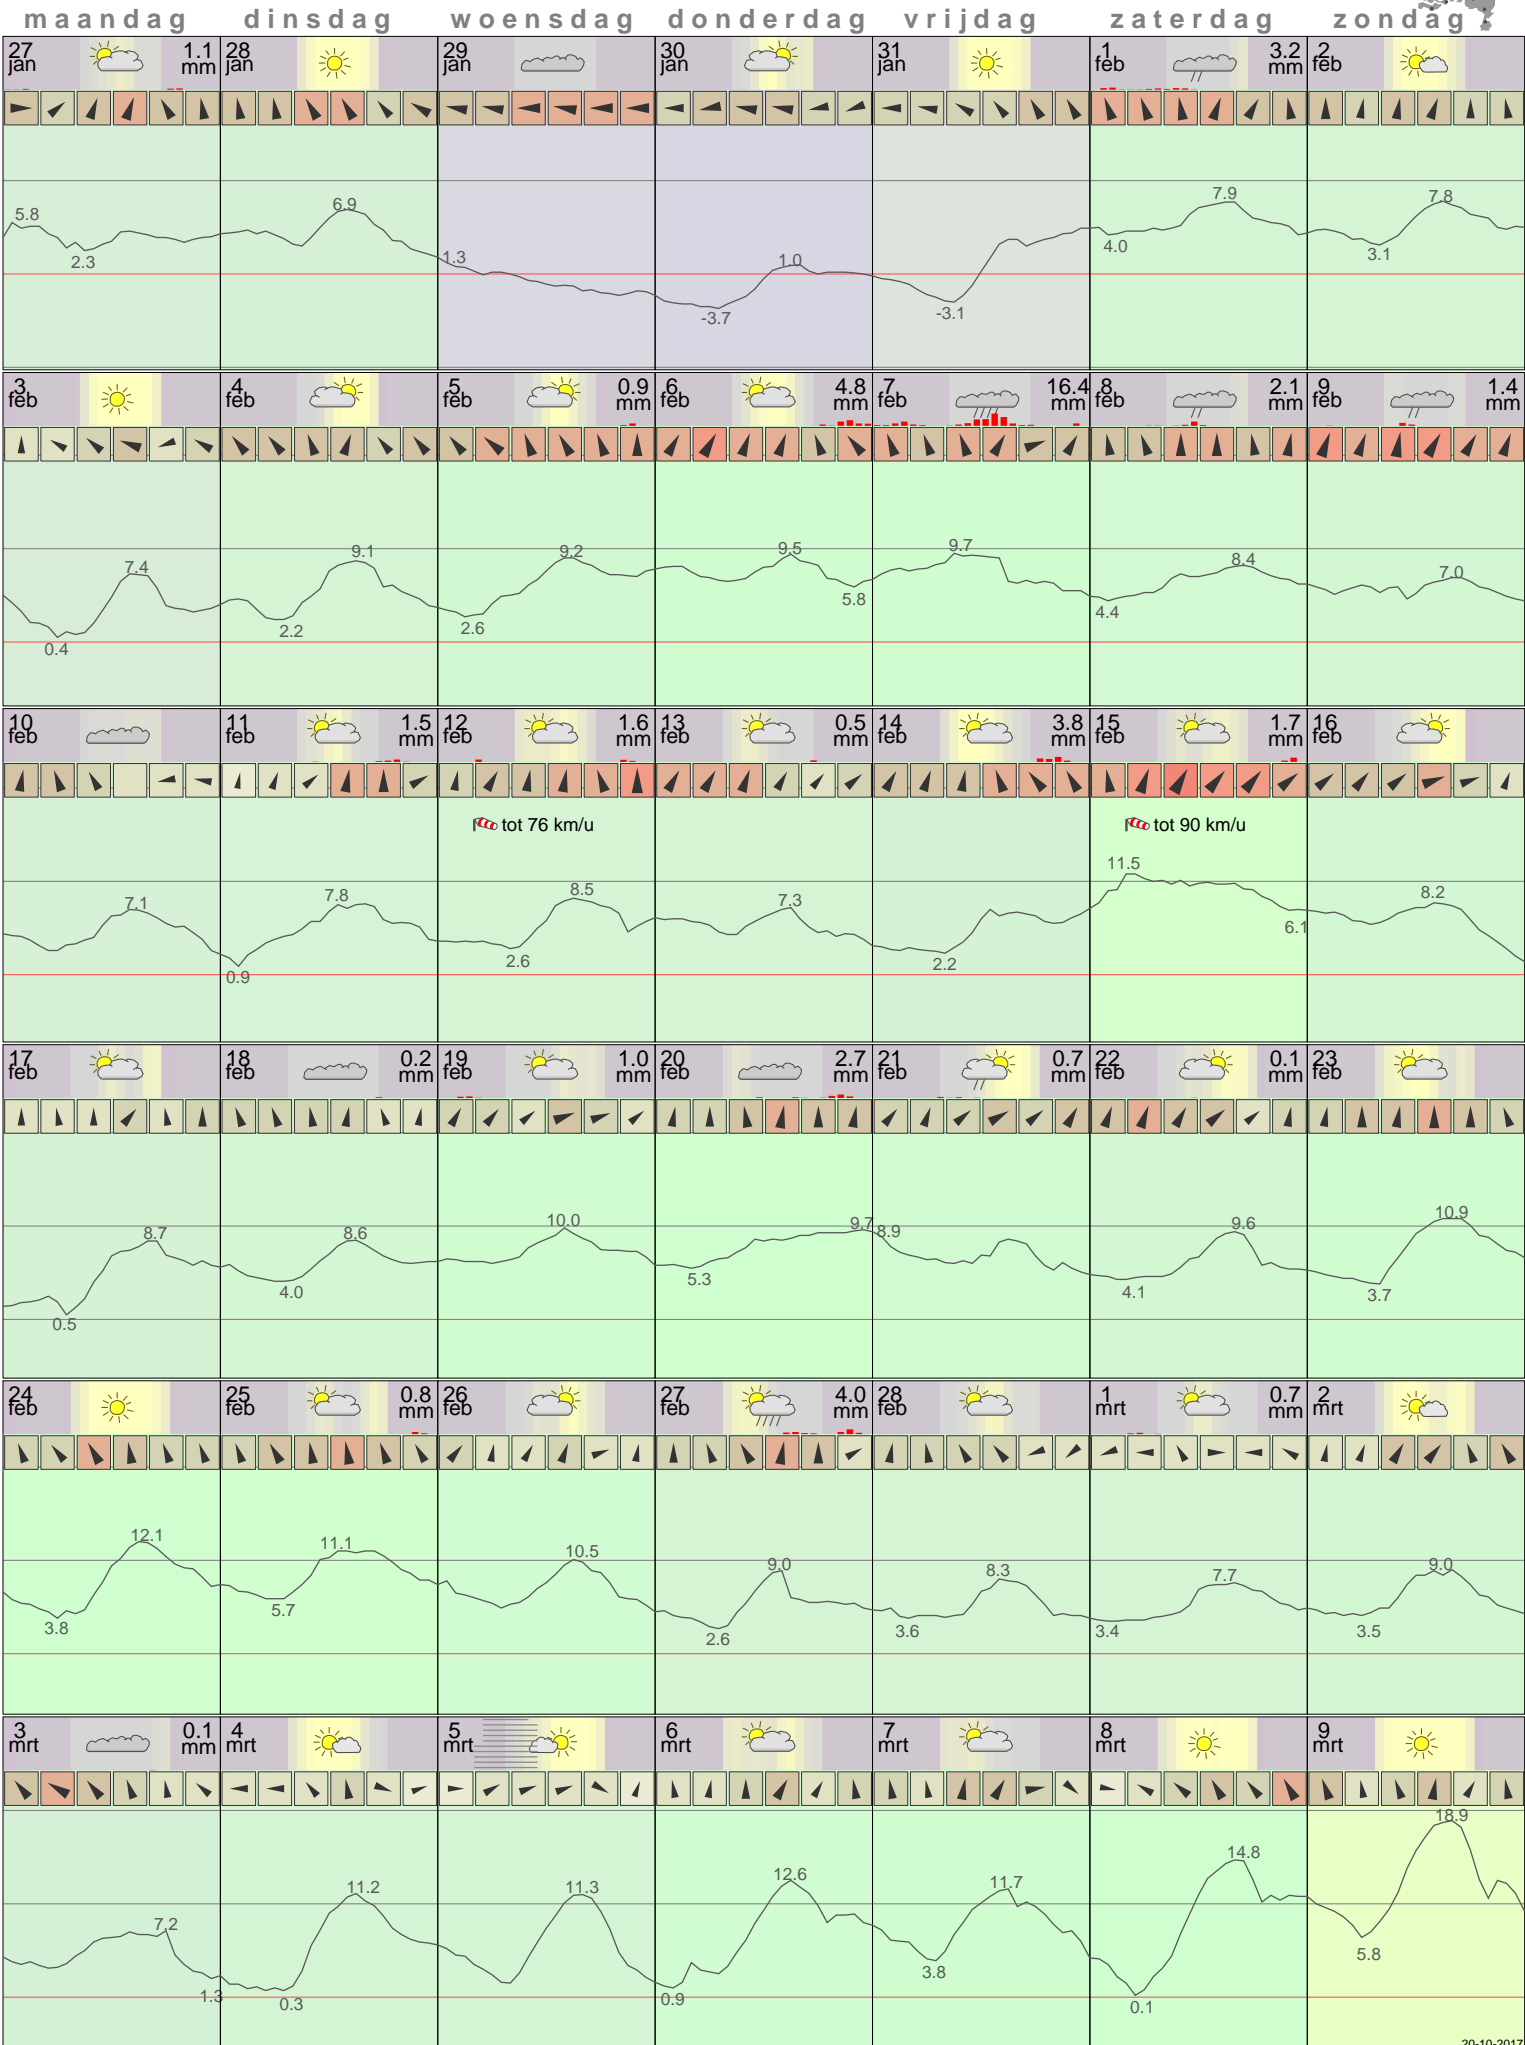 maandag dinsdag woensdag donderdag vrijdag zaterdag zondag
27 jan 1.1 mm 28 jan 29 jan 30 jan 31 jan 1 feb 3.2 mm 2 feb
5.8 2.3 6.9 1.3 -3.7 1.0 -3.1 4.0 7.9 3.1 7.8
3 feb 4 feb 5 feb 0.9 mm 6 feb 4.8 mm 7 feb 16.4 8 feb 2.1 mm 9 feb 1.4 mm
0.4 7.4 2.2 9.1 2.6 9.2 9.5 5.8 9.7 4.4 8.4 7.0
10 feb 11 feb 1.5 mm 12 feb 1.6 mm 13 feb 0.5 mm 14 feb 3.8 mm 15 feb 1.7 mm 16 feb
tot 76 km/u tot 90 km/u
7.1 0.9 7.8 2.6 8.5 7.3 2.2 11.5 6.1 8.2
17 feb 18 feb 0.2 mm 19 feb 1.0 mm 20 feb 2.7 mm 21 feb 0.7 mm 22 feb 0.1 mm 23 feb
0.5 8.7 4.0 8.6 10.0 5.3 9.7 8.9 4.1 9.6 3.7 10.9
24 feb 25 feb 0.8 mm 26 feb 27 feb 4.0 mm 28 feb 1 mrt 0.7 mm 2 mrt
3.8 12.1 5.7 11.1 10.5 2.6 9.0 3.6 8.3 3.4 7.7 3.5 9.0
3 mrt 0.1 mm 4 mrt 5 mrt 6 mrt 7 mrt 8 mrt 9 mrt
7.2 1.3 0.3 11.2 11.3 0.9 12.6 3.8 11.7 0.1 14.8 5.8 18.9
20-10-2017